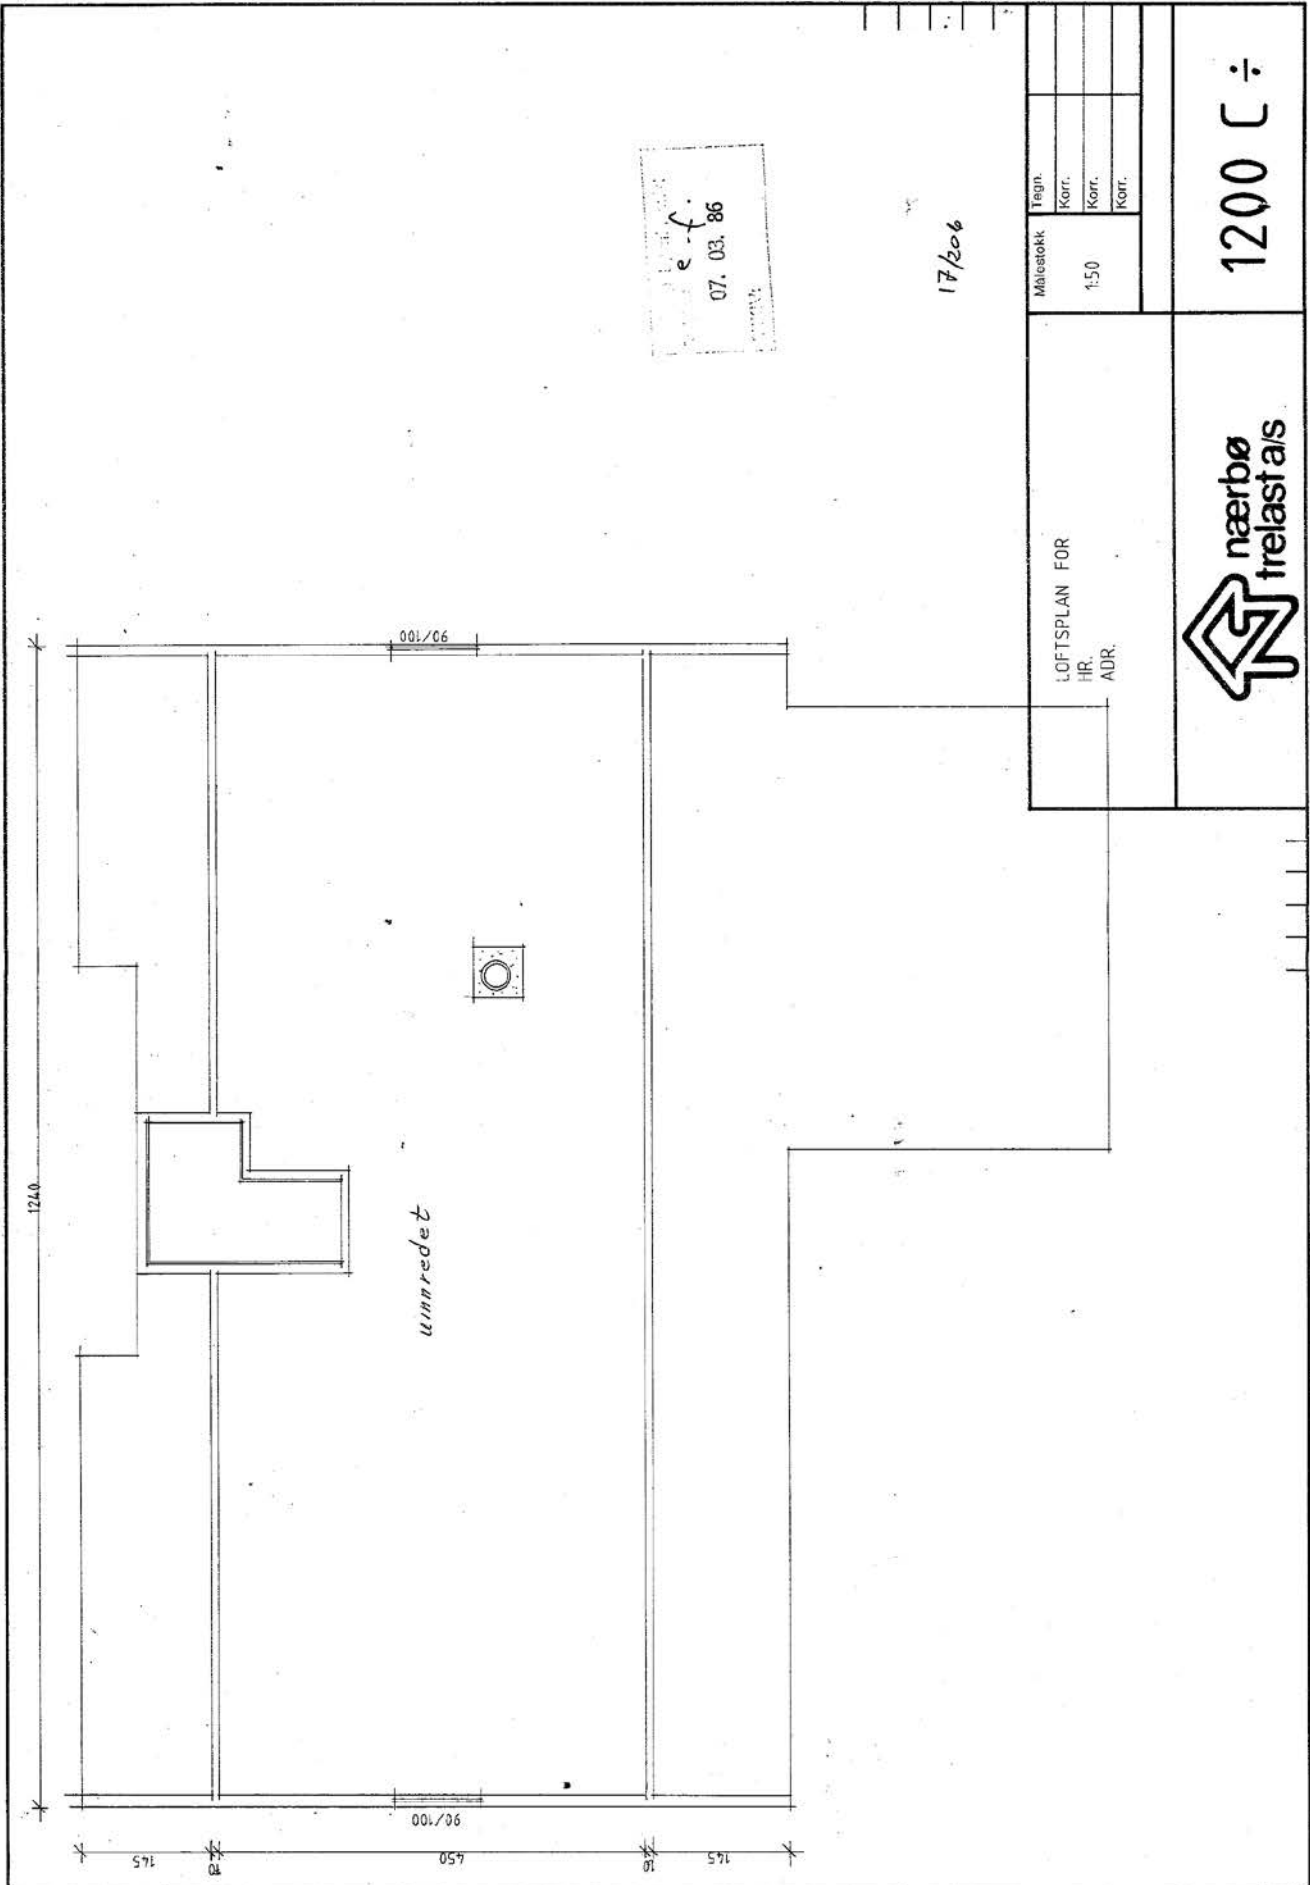 1240
145
10
450
10
145
90/100
90/100
uinnredet
e.f.
07. 03. 86
17/206
LOFTSPLAN FOR
HR.
ADR.
Målestokk
1:50
Tegn.
Korr.
Korr.
Korr.
nærbø
trelast a/s
1200 C ÷